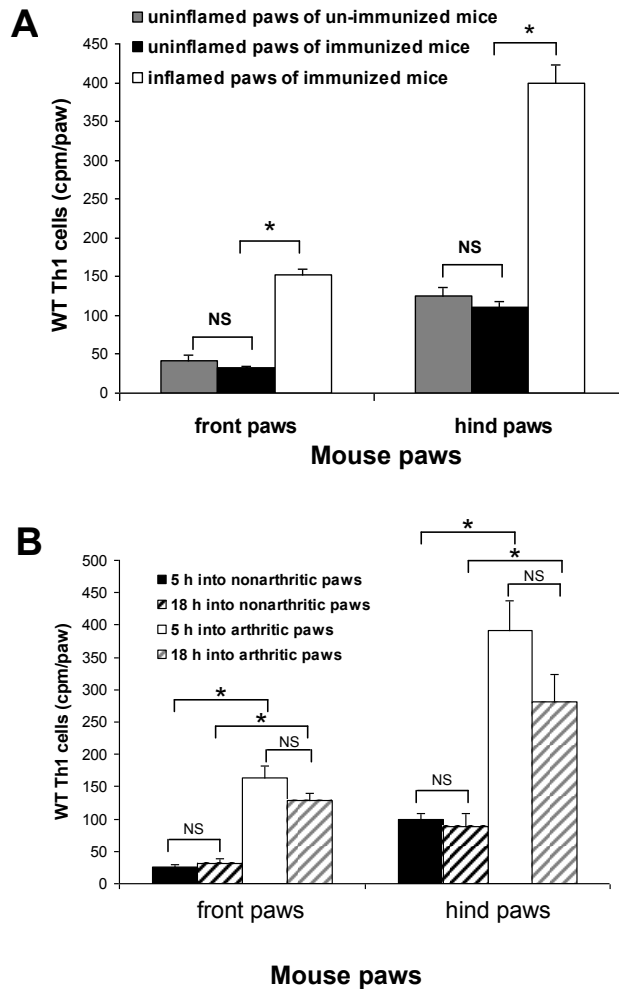 A
uninflamed paws of un-immunized mice
uninflamed paws of immunized mice
inflamed paws of immunized mice
WT Th1 cells (cpm/paw)
450
400
350
300
250
200
150
100
50
0
NS
*
NS
*
front paws
hind paws
Mouse paws
B
5 h into nonarthritic paws
18 h into nonarthritic paws
5 h into arthritic paws
18 h into arthritic paws
WT Th1 cells (cpm/paw)
500
450
400
350
300
250
200
150
100
50
0
*
*
NS
NS
*
*
NS
NS
front paws
hind paws
Mouse paws